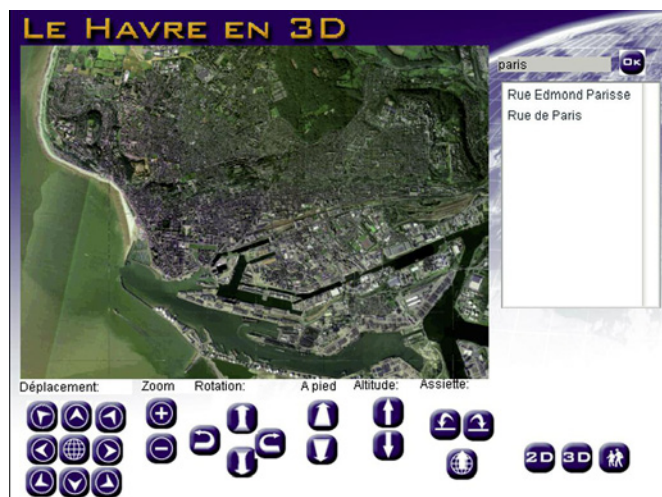 LE HAVRE EN 3D
paris
OK
Rue Edmond Parisse
Rue de Paris
Déplacement: Zoom Rotation: A pied Altitude: Assiette:
2D 3D